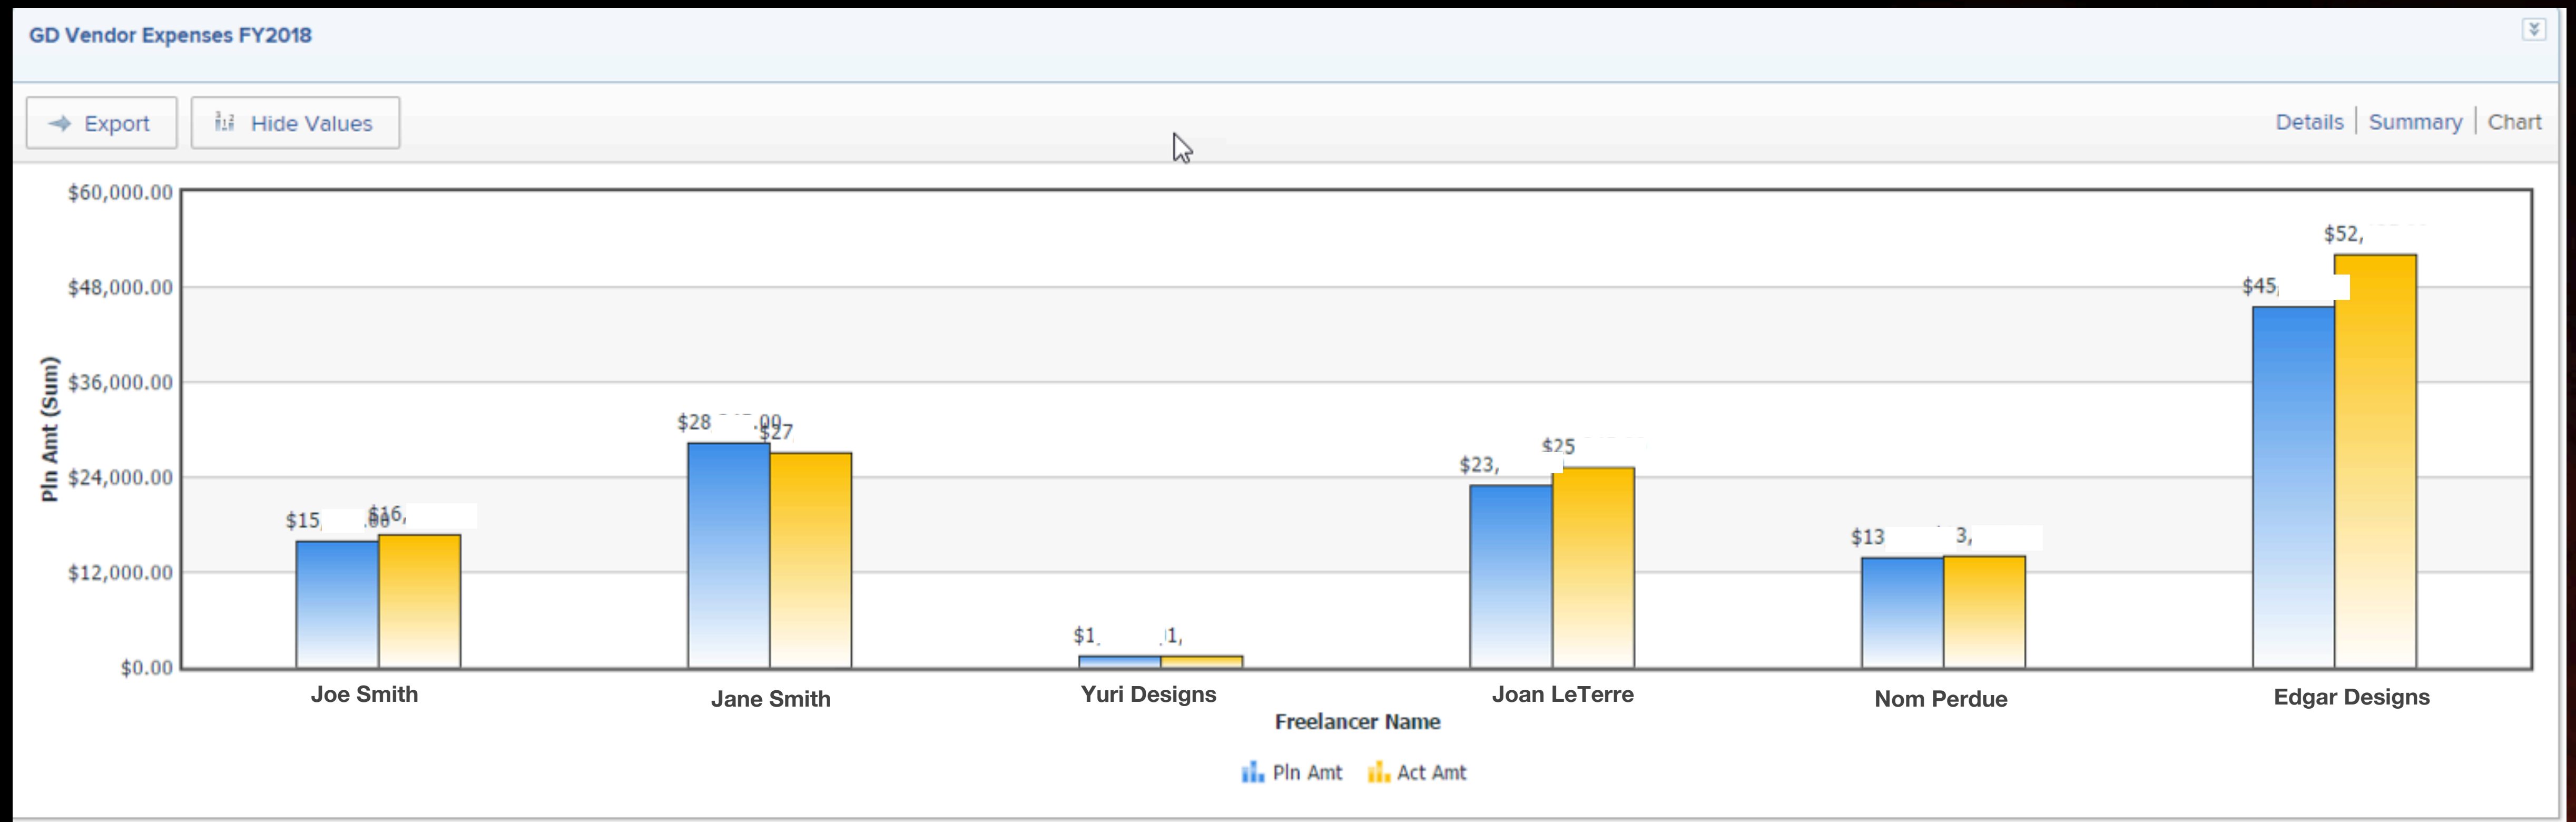 GD Vendor Expenses FY2018
Export Hide Values Details Summary Chart
$60,000.00
$48,000.00
$36,000.00
$24,000.00
$12,000.00
$0.00
Pln Amt (Sum)
$15 $16,
$28 .00 $27
$1 1,
$23, $25
$13 3,
$45, $52,
Joe Smith Jane Smith Yuri Designs Joan LeTerre Nom Perdue Edgar Designs
Freelancer Name
Pln Amt Act Amt